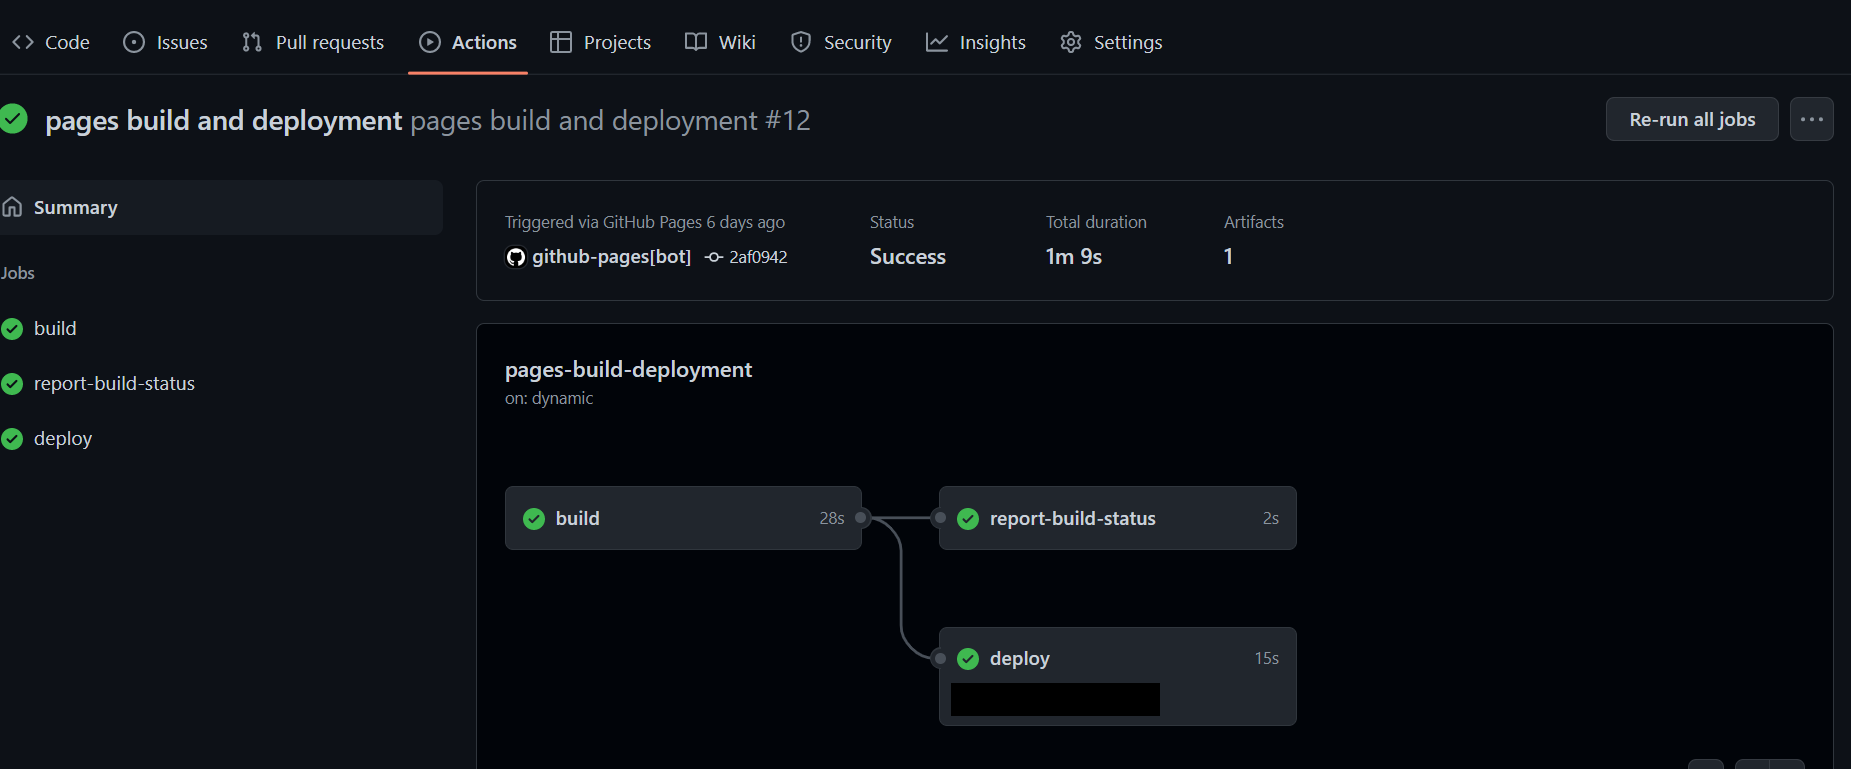 Code Issues Pull requests Actions Projects Wiki Security Insights Settings
pages build and deployment pages build and deployment #12
Re-run all jobs
Summary
Jobs
build
report-build-status
deploy
Triggered via GitHub Pages 6 days ago
github-pages[bot] 2af0942
Status
Success
Total duration
1m 9s
Artifacts
1
pages-build-deployment
on: dynamic
build 28s
report-build-status 2s
deploy 15s